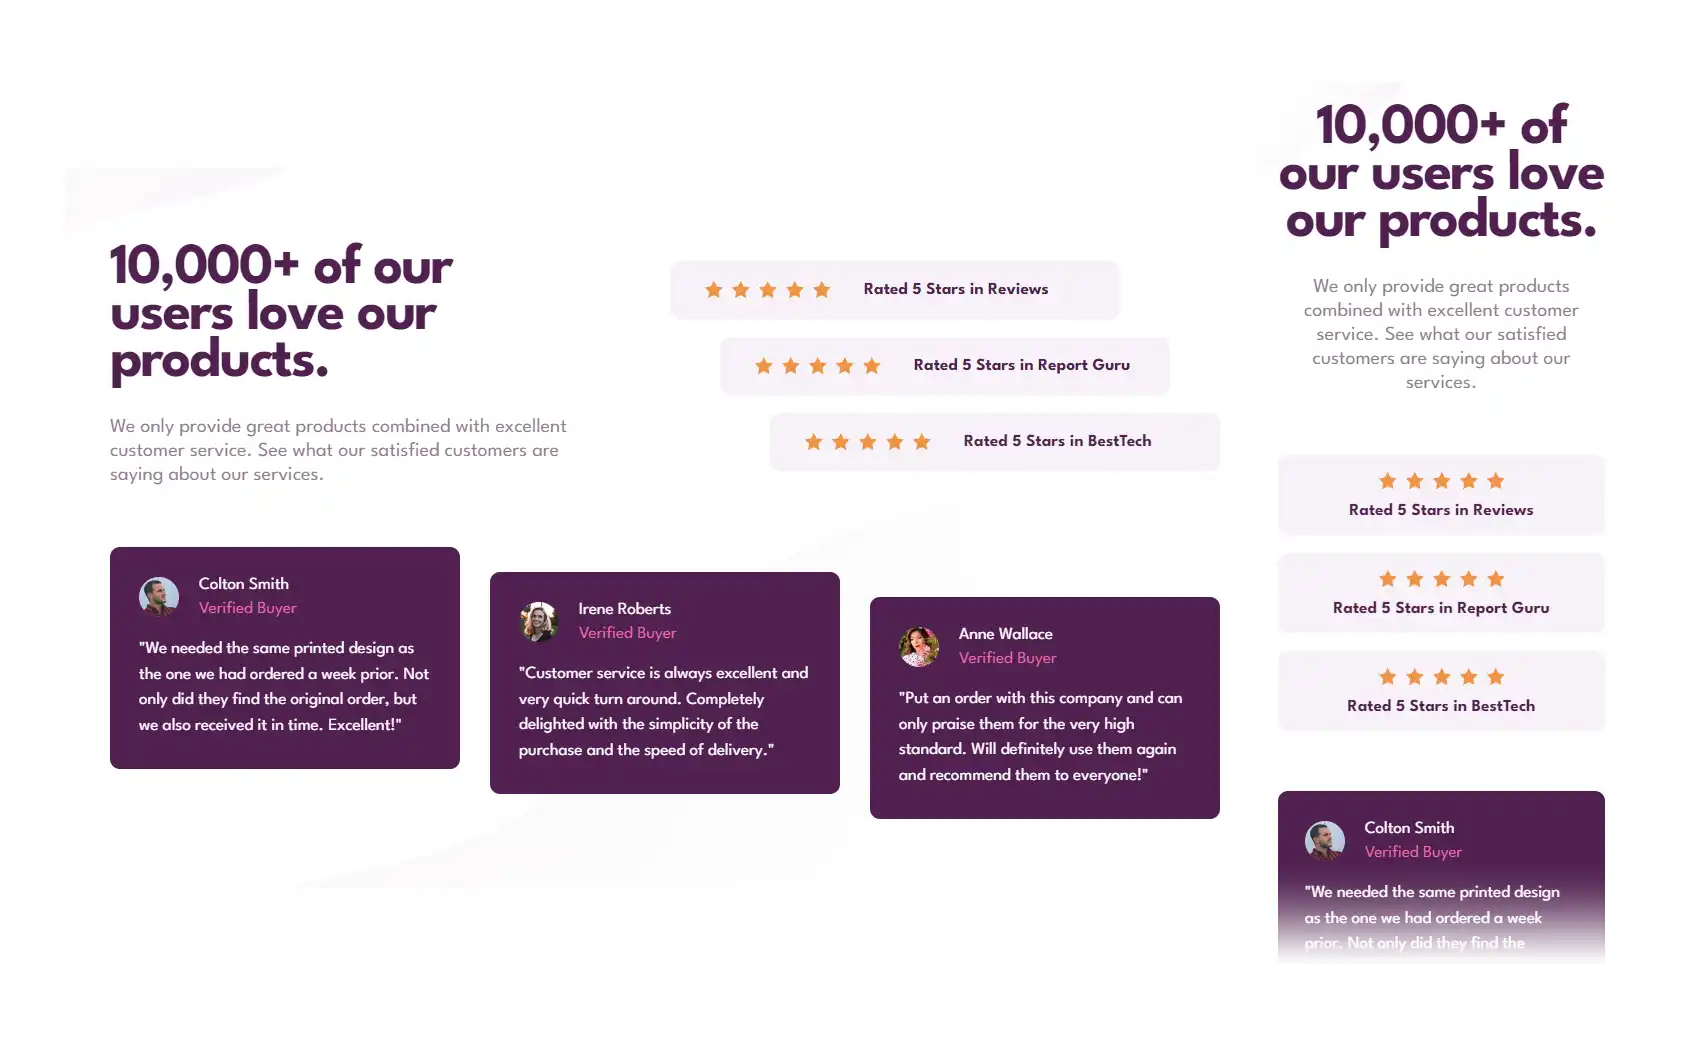 10,000+ of our
users love our
products.
We only provide great products combined with excellent
customer service. See what our satisfied customers are
saying about our services.
Rated 5 Stars in Reviews
Rated 5 Stars in Report Guru
Rated 5 Stars in BestTech
Colton Smith
Verified Buyer
"We needed the same printed design as
the one we had ordered a week prior. Not
only did they find the original order, but
we also received it in time. Excellent!"
Irene Roberts
Verified Buyer
"Customer service is always excellent and
very quick turn around. Completely
delighted with the simplicity of the
purchase and the speed of delivery."
Anne Wallace
Verified Buyer
"Put an order with this company and can
only praise them for the very high
standard. Will definitely use them again
and recommend them to everyone!"
10,000+ of
our users love
our products.
We only provide great products
combined with excellent customer
service. See what our satisfied
customers are saying about our
services.
Rated 5 Stars in Reviews
Rated 5 Stars in Report Guru
Rated 5 Stars in BestTech
Colton Smith
Verified Buyer
"We needed the same printed design
as the one we had ordered a week
prior. Not only did they find the